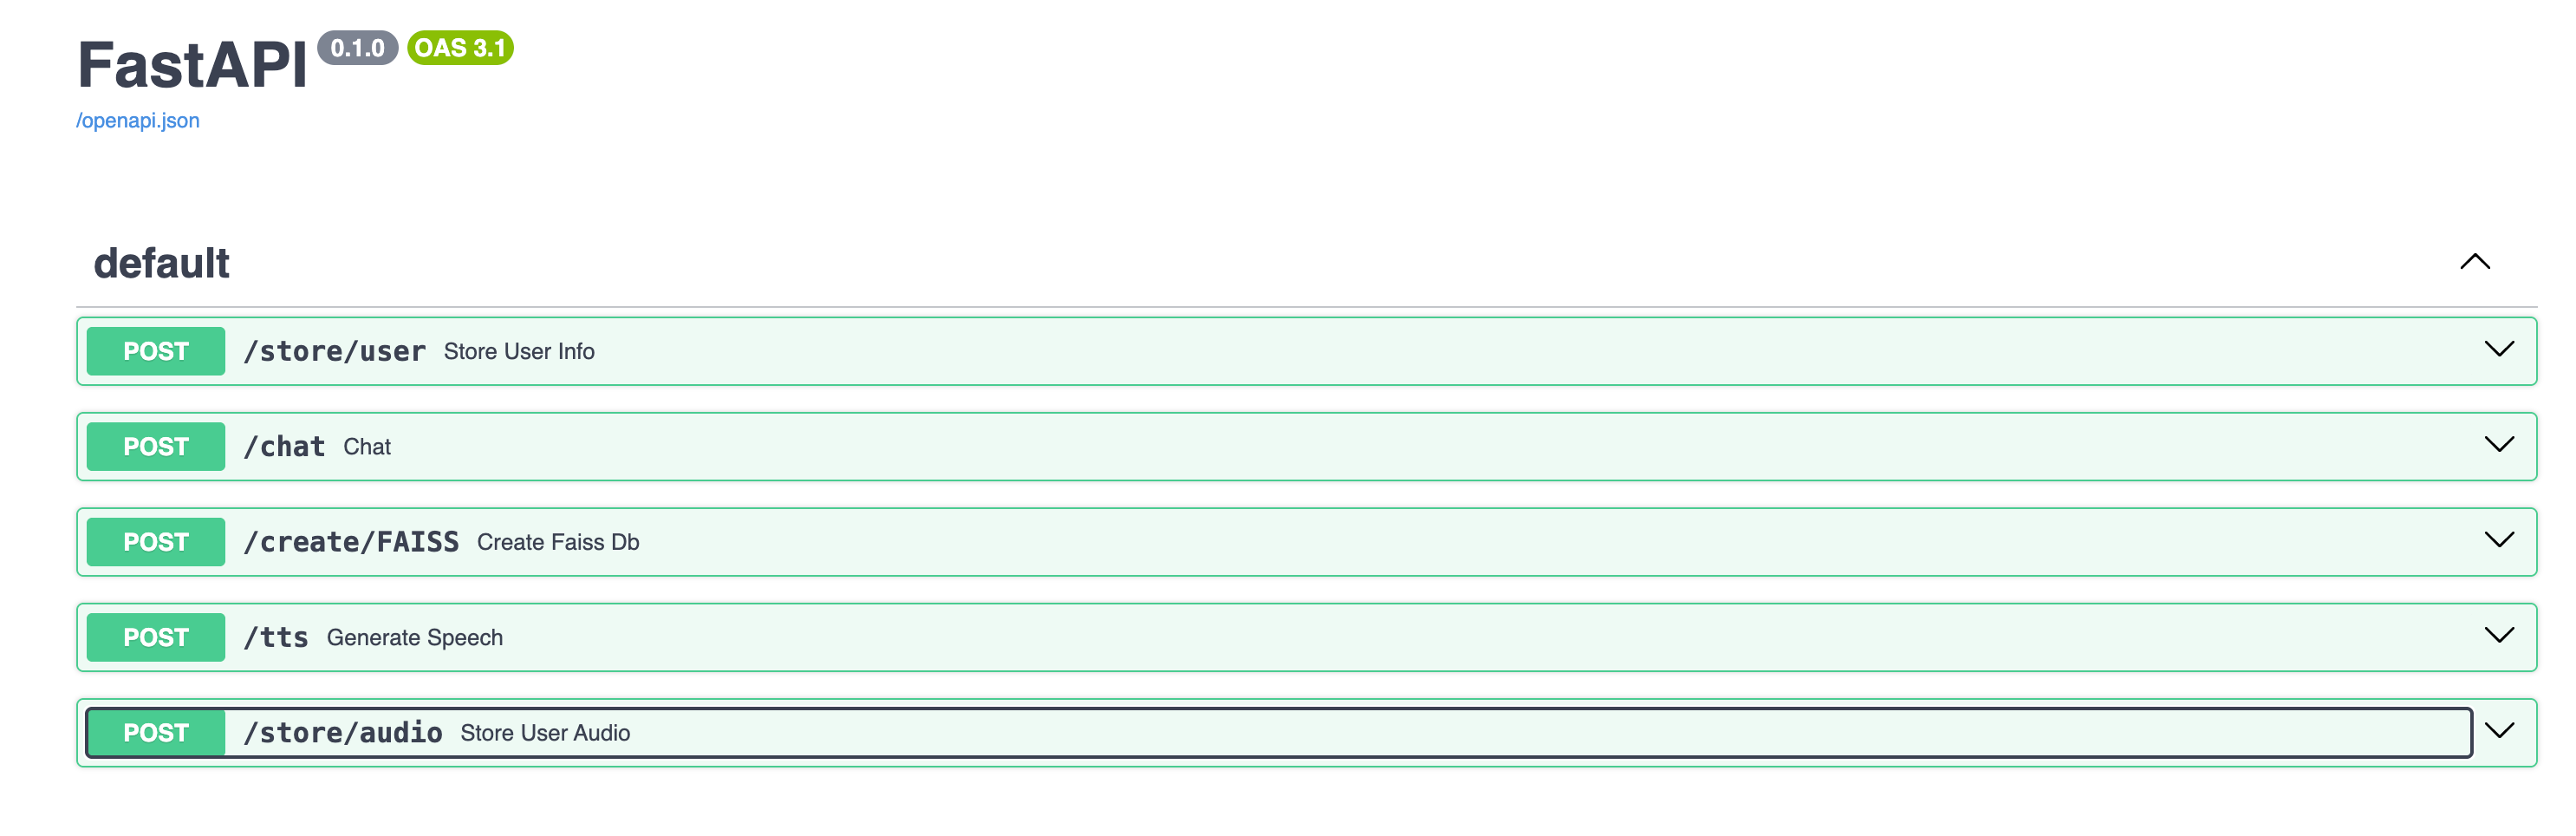 FastAPI 0.1.0 OAS 3.1
/openapi.json
default
POST /store/user Store User Info
POST /chat Chat
POST /create/FAISS Create Faiss Db
POST /tts Generate Speech
POST /store/audio Store User Audio